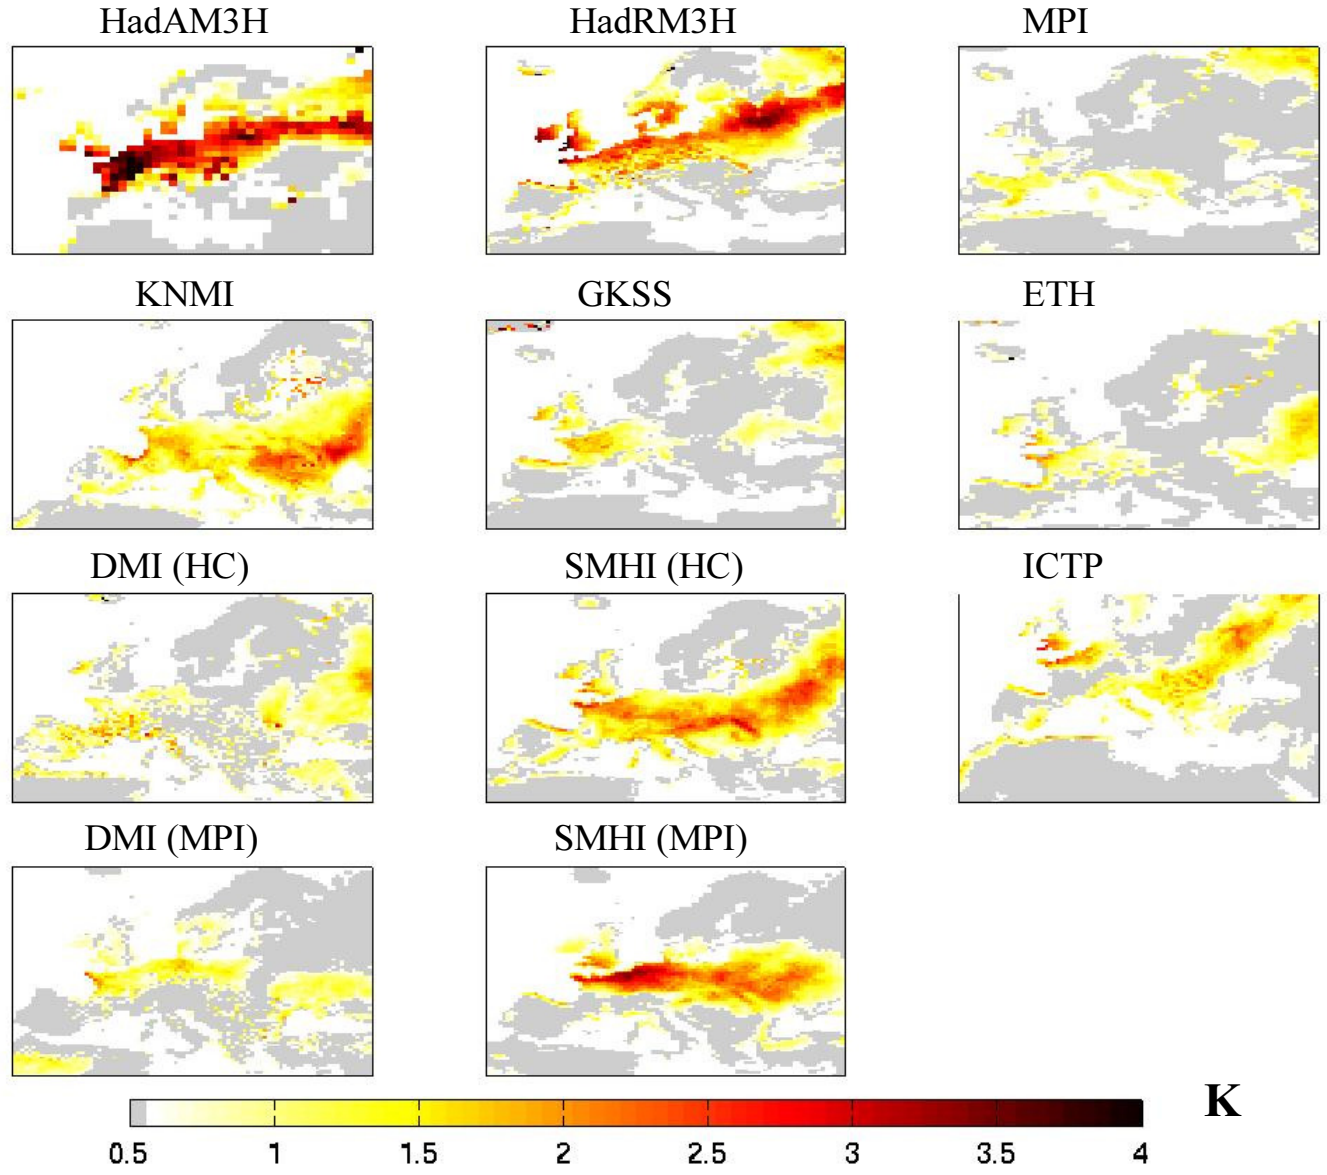 HadAM3H HadRM3H MPI
KNMI GKSS ETH
DMI (HC) SMHI (HC) ICTP
DMI (MPI) SMHI (MPI)
K
0.5 1 1.5 2 2.5 3 3.5 4